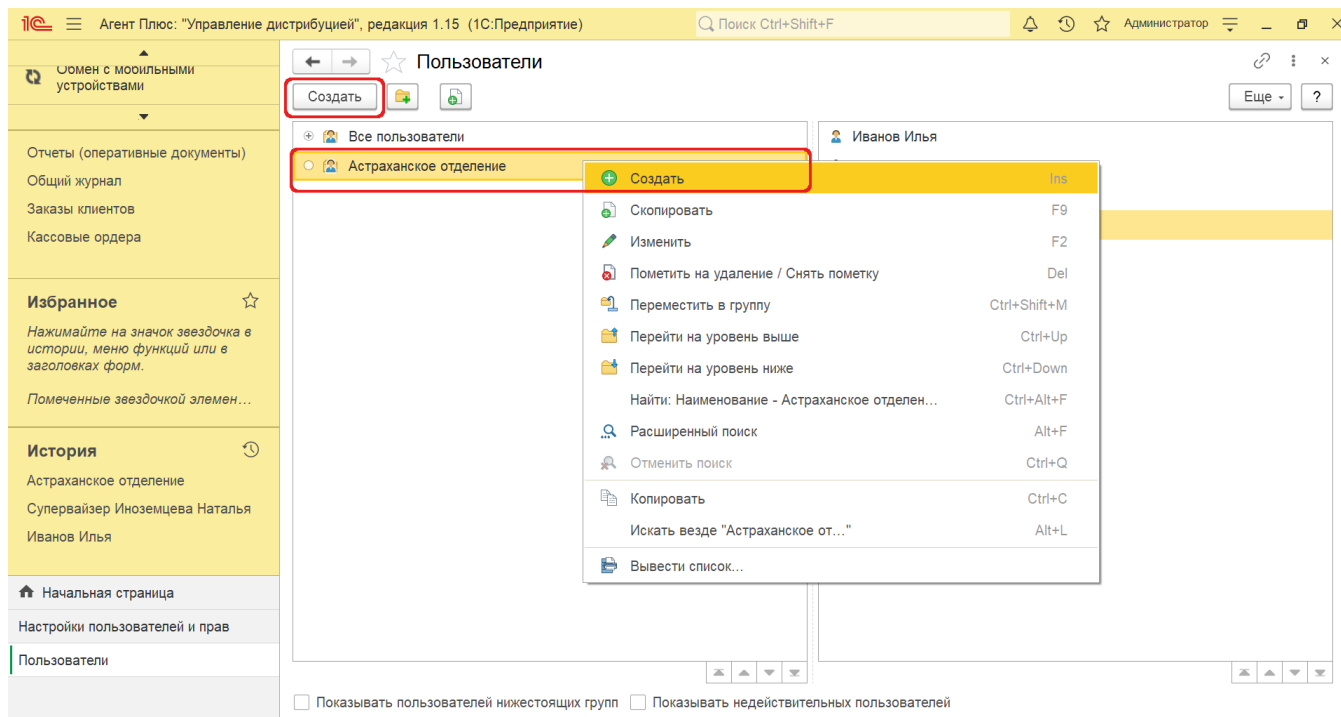 1С Агент Плюс: "Управление дистрибуцией", редакция 1.15 (1С:Предприятие) Поиск Ctrl+Shift+F Администратор
Обмен с мобильными
устройствами
Отчеты (оперативные документы)
Общий журнал
Заказы клиентов
Кассовые ордера
Избранное
Нажимайте на значок звездочка в
истории, меню функций или в
заголовках форм.
Помеченные звездочкой элемен...
История
Астраханское отделение
Супервайзер Иноземцева Наталья
Иванов Илья
Начальная страница
Настройки пользователей и прав
Пользователи
Пользователи
Создать Еще ?
Все пользователи
Астраханское отделение
Иванов Илья
Создать Ins
Скопировать F9
Изменить F2
Пометить на удаление / Снять пометку Del
Переместить в группу Ctrl+Shift+M
Перейти на уровень выше Ctrl+Up
Перейти на уровень ниже Ctrl+Down
Найти: Наименование - Астраханское отделен... Ctrl+Alt+F
Расширенный поиск Alt+F
Отменить поиск Ctrl+Q
Копировать Ctrl+C
Искать везде "Астраханское от..." Alt+L
Вывести список...
Показывать пользователей нижестоящих групп Показывать недействительных пользователей